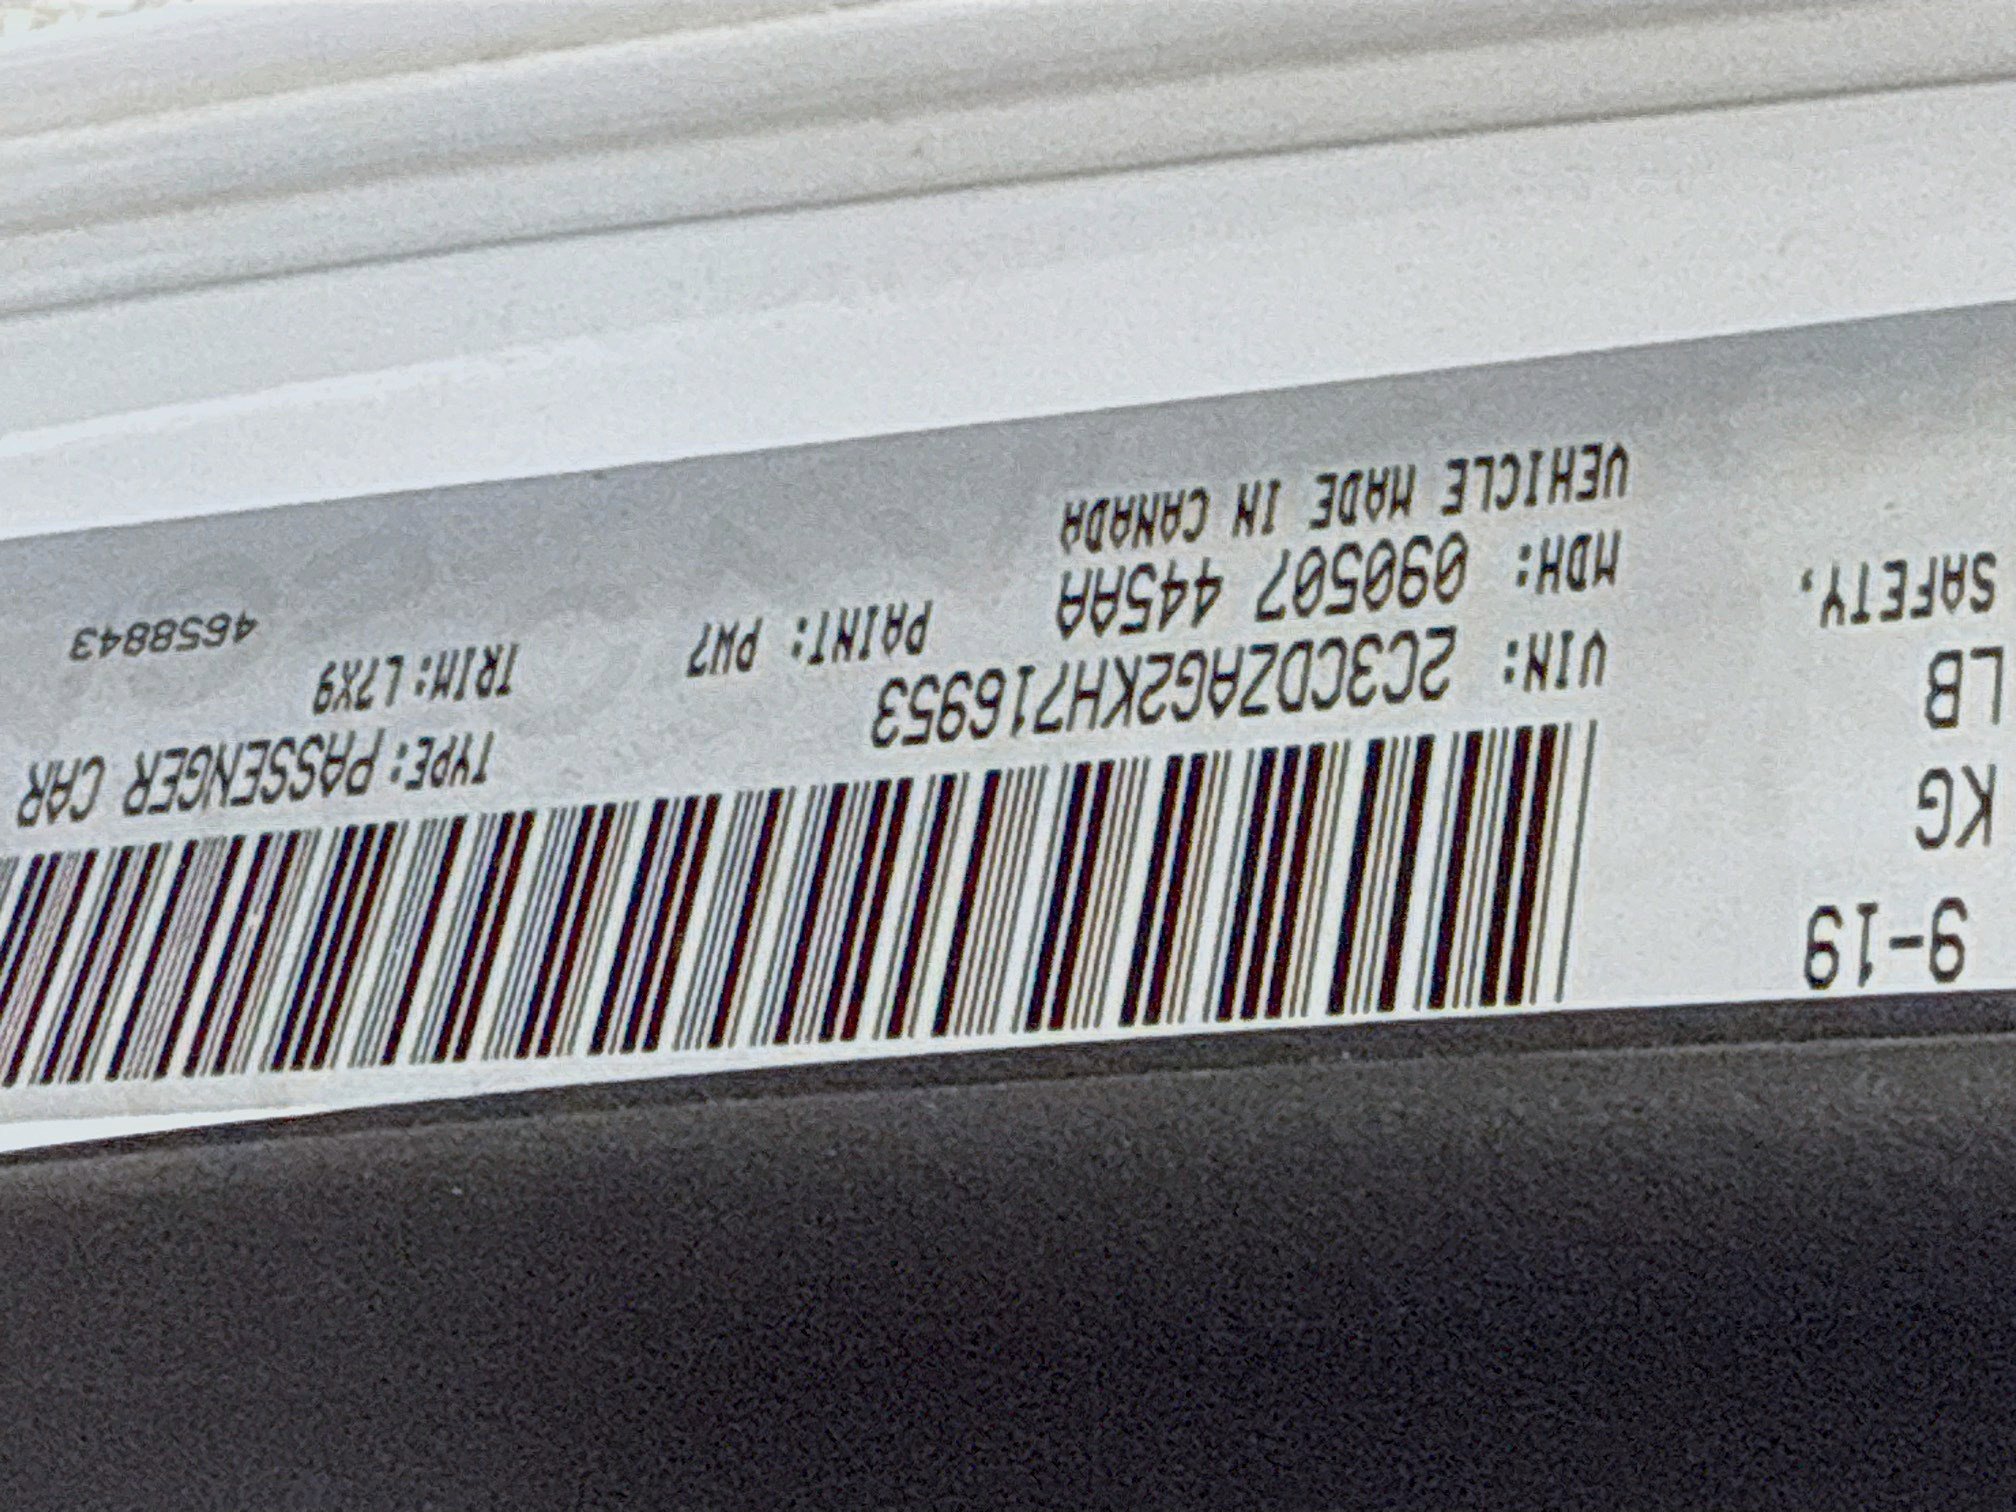 9-19
KG
LB
SAFETY.
VIN: 2C3CDZAG2KH716953
TYPE:PASSENGER CAR
MDH: 090507 445AA
PAINT: PW7
TRIM:L7X9
VEHICLE MADE IN CANADA
4658843